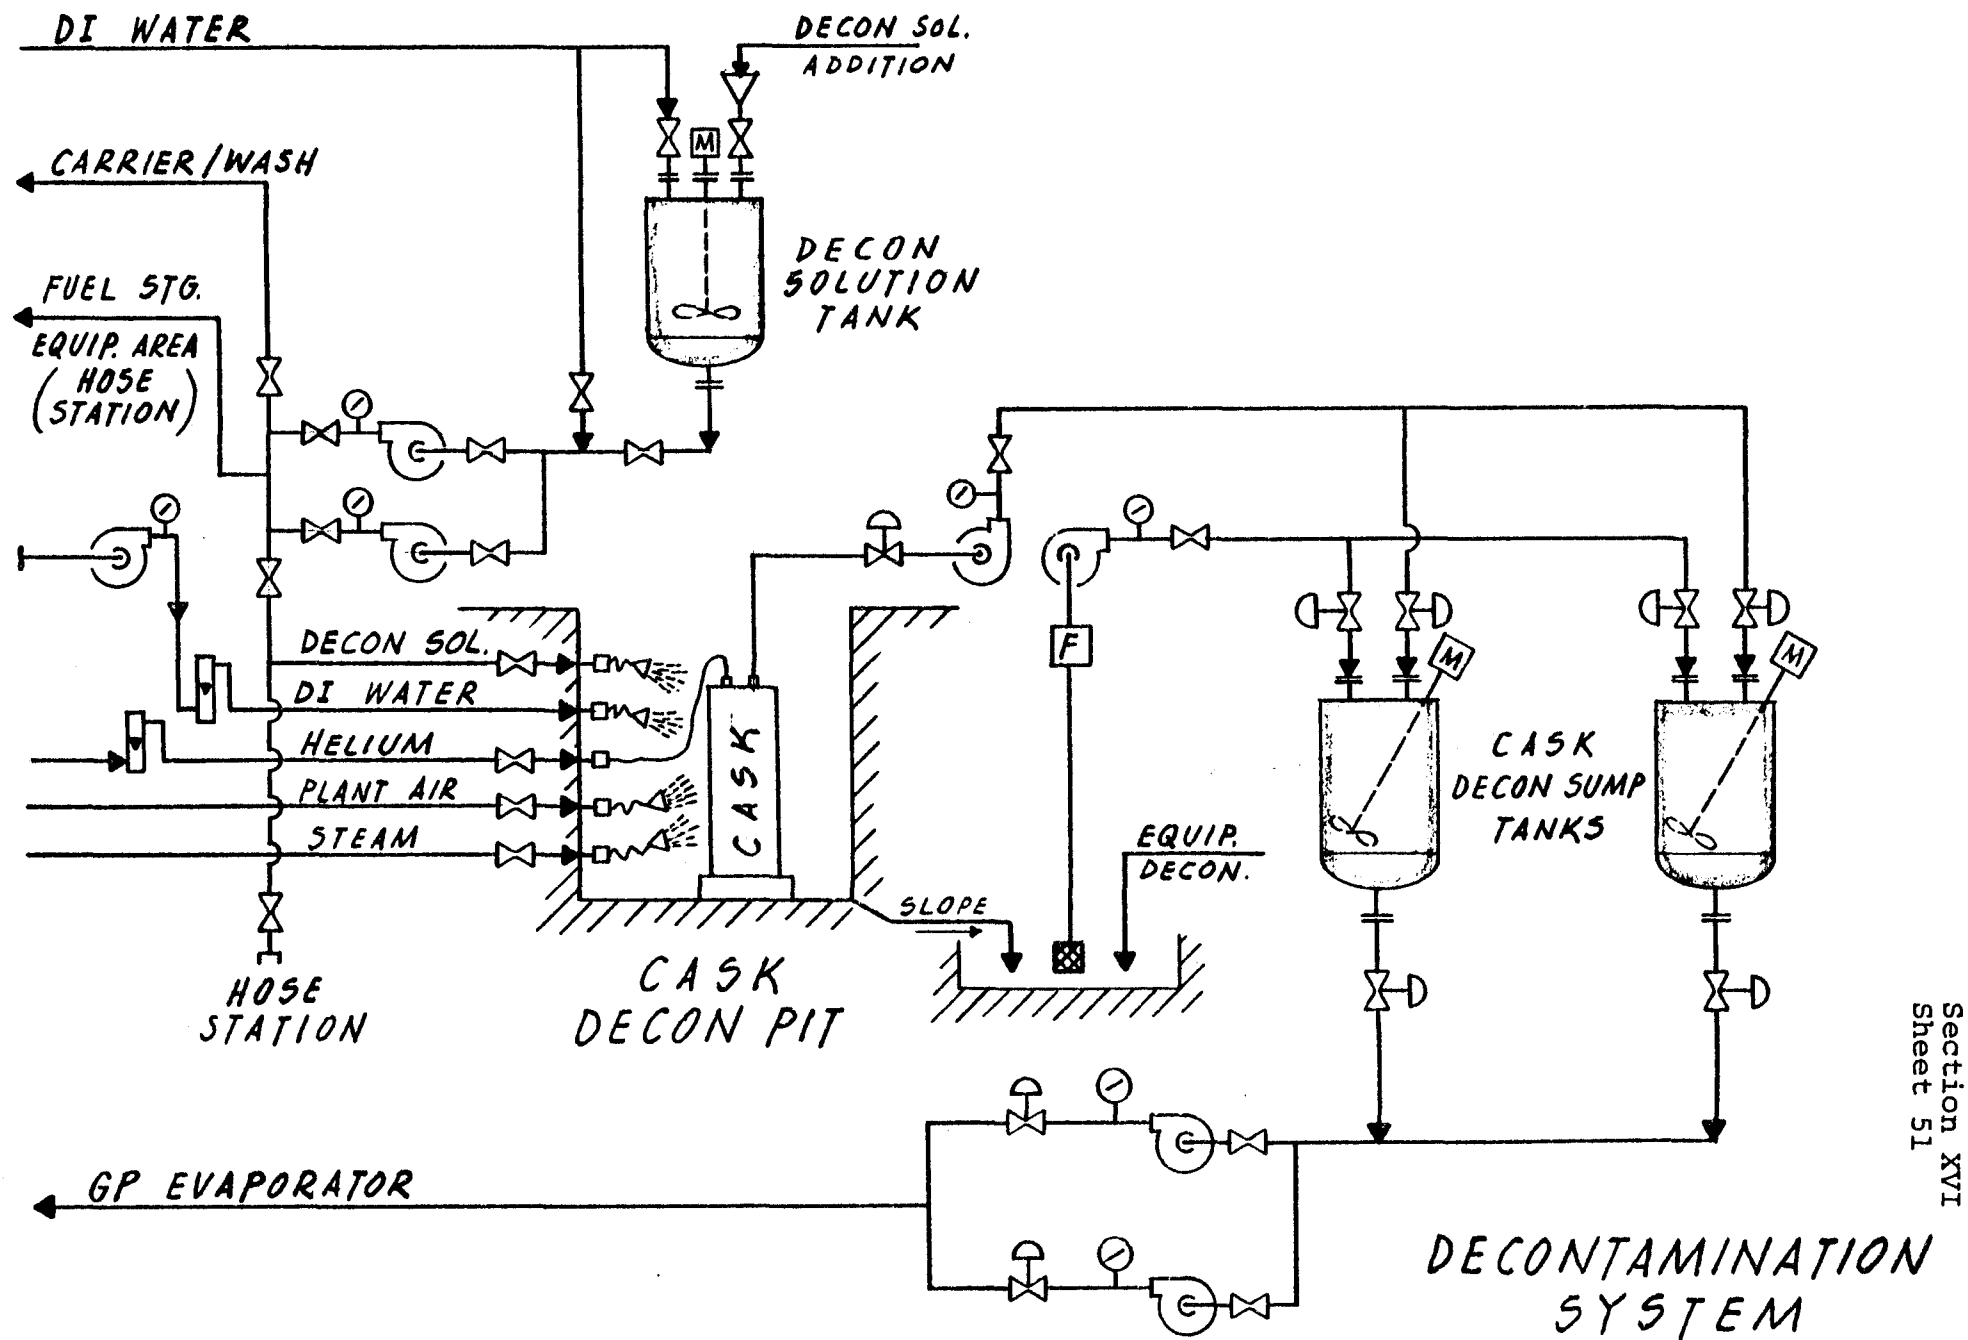 DI WATER
DECON SOL.
ADDITION
M
CARRIER/WASH
DECON
SOLUTION
TANK
FUEL STG.
EQUIP. AREA
(HOSE
STATION)
DECON SOL.
DI WATER
HELIUM
PLANT AIR
STEAM
CASK
F
M
M
CASK
DECON SUMP
TANKS
EQUIP.
DECON.
SLOPE
CASK
DECON PIT
HOSE
STATION
GP EVAPORATOR
Section XVI
Sheet 51
DECONTAMINATION
SYSTEM